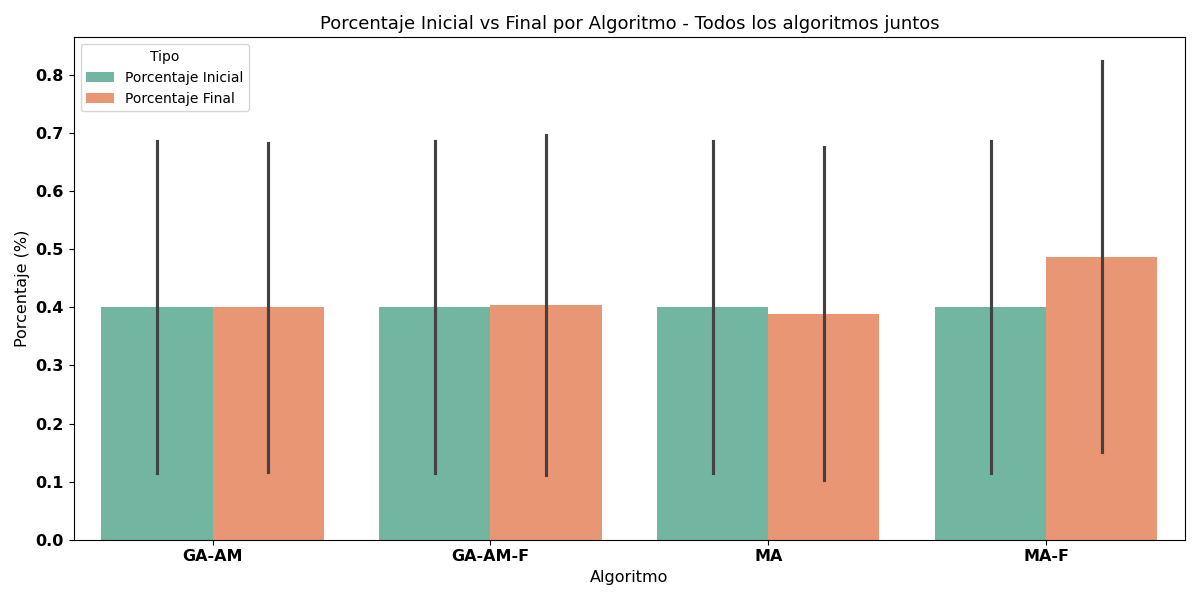 Porcentaje Inicial vs Final por Algoritmo - Todos los algoritmos juntos
Tipo
Porcentaje Inicial
Porcentaje Final
Porcentaje (%)
0.8
0.7
0.6
0.5
0.4
0.3
0.2
0.1
0.0
GA-AM
GA-AM-F
MA
MA-F
Algoritmo